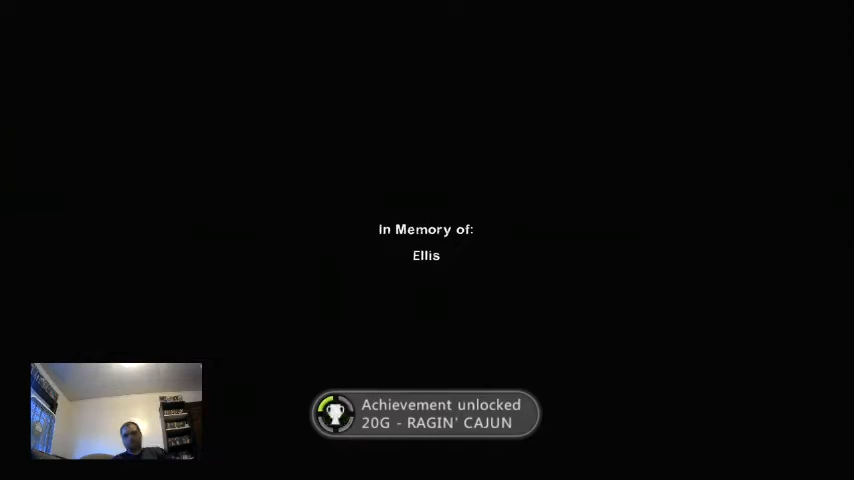 In Memory of:
Ellis
Achievement unlocked
20G - RAGIN' CAJUN